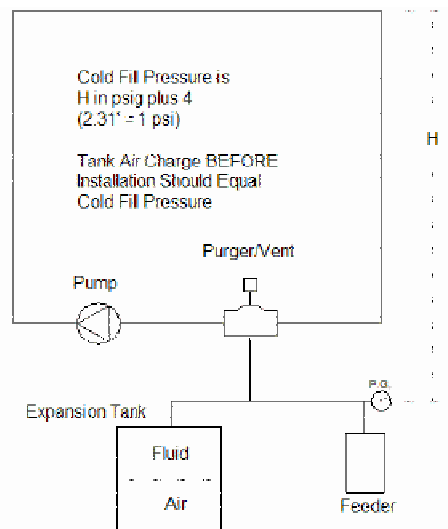 Cold Fill Pressure is
H in psig plus 4
(2.31' = 1 psi)
Tank Air Charge BEFORE
Installation Should Equal
Cold Fill Pressure
H
Purger/Vent
Pump
P.G.
Expansion Tank
Fluid
Air
Feeder